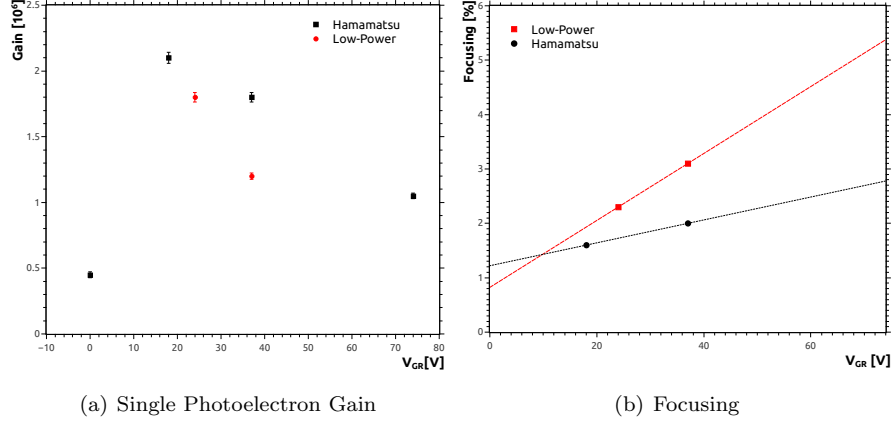 Gain [10⁶]
2.5
2
1.5
1
0.5
0
−10 0 10 20 30 40 50 60 70 80
V_GR[V]
Hamamatsu
Low-Power
(a) Single Photoelectron Gain
Focusing [%]
6
5
4
3
2
1
0
0 20 40 60
V_GR [V]
Low-Power
Hamamatsu
(b) Focusing